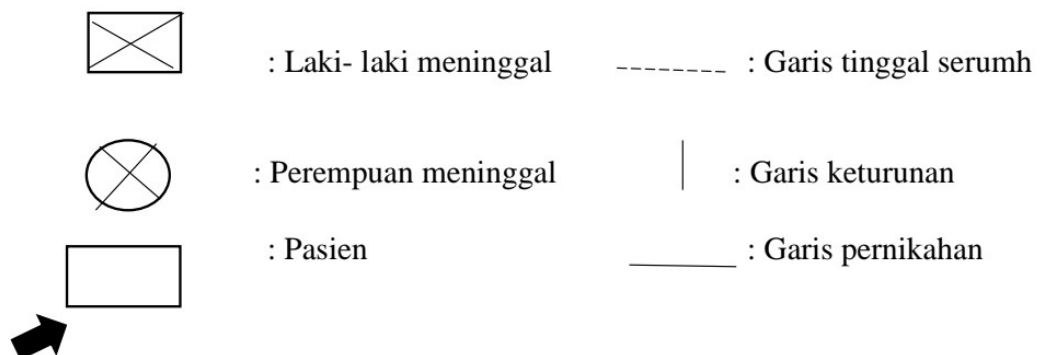 : Laki- laki meninggal : Garis tinggal serumh
: Perempuan meninggal : Garis keturunan
: Pasien : Garis pernikahan